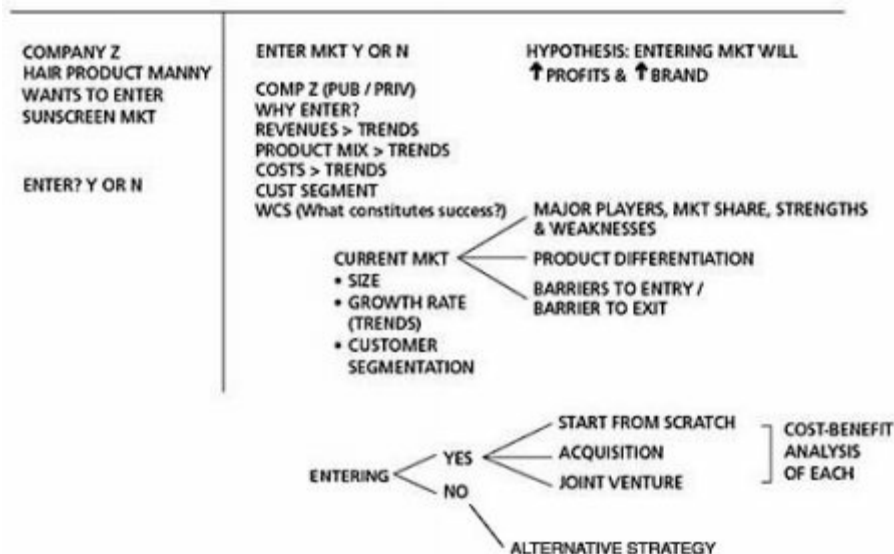 COMPANY Z
HAIR PRODUCT MANNY
WANTS TO ENTER
SUNSCREEN MKT
ENTER? Y OR N
ENTER MKT Y OR N
COMP Z (PUB / PRIV)
WHY ENTER?
REVENUES > TRENDS
PRODUCT MIX > TRENDS
COSTS > TRENDS
CUST SEGMENT
WCS (What constitutes success?)
HYPOTHESIS: ENTERING MKT WILL
↑ PROFITS & ↑ BRAND
CURRENT MKT
• SIZE
• GROWTH RATE
(TRENDS)
• CUSTOMER
SEGMENTATION
MAJOR PLAYERS, MKT SHARE, STRENGTHS
& WEAKNESSES
PRODUCT DIFFERENTIATION
BARRIERS TO ENTRY /
BARRIER TO EXIT
ENTERING
YES
NO
START FROM SCRATCH
ACQUISITION
JOINT VENTURE
COST-BENEFIT
ANALYSIS
OF EACH
ALTERNATIVE STRATEGY